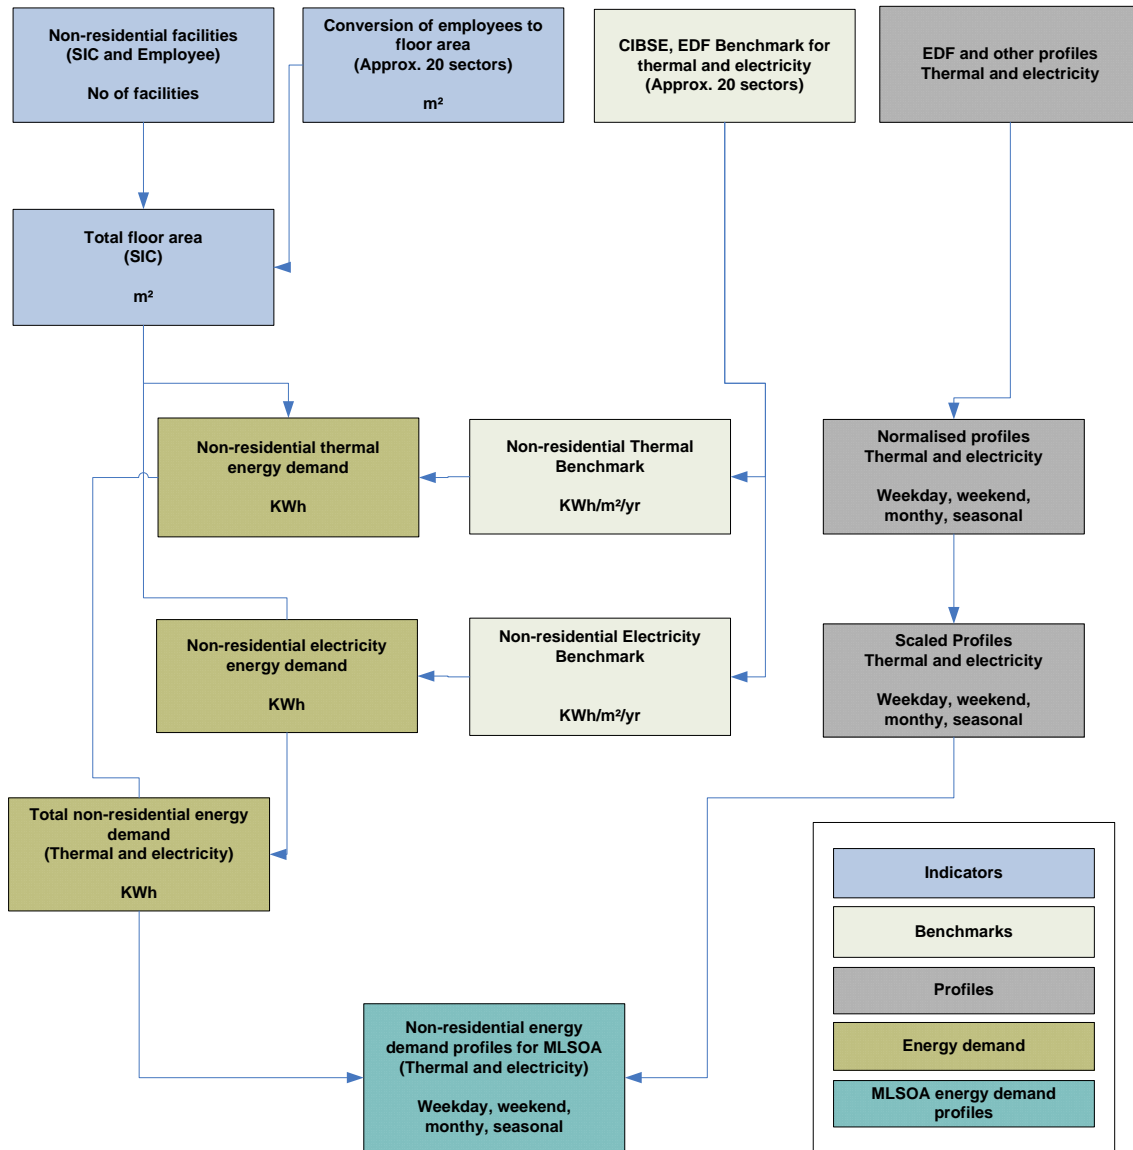 Non-residential facilities
(SIC and Employee)
No of facilities
Conversion of employees to
floor area
(Approx. 20 sectors)
m²
CIBSE, EDF Benchmark for
thermal and electricity
(Approx. 20 sectors)
EDF and other profiles
Thermal and electricity
Total floor area
(SIC)
m²
Non-residential thermal
energy demand
KWh
Non-residential Thermal
Benchmark
KWh/m²/yr
Normalised profiles
Thermal and electricity
Weekday, weekend,
monthy, seasonal
Non-residential electricity
energy demand
KWh
Non-residential Electricity
Benchmark
KWh/m²/yr
Scaled Profiles
Thermal and electricity
Weekday, weekend,
monthy, seasonal
Total non-residential energy
demand
(Thermal and electricity)
KWh
Non-residential energy
demand profiles for MLSOA
(Thermal and electricity)
Weekday, weekend,
monthy, seasonal
Indicators
Benchmarks
Profiles
Energy demand
MLSOA energy demand
profiles